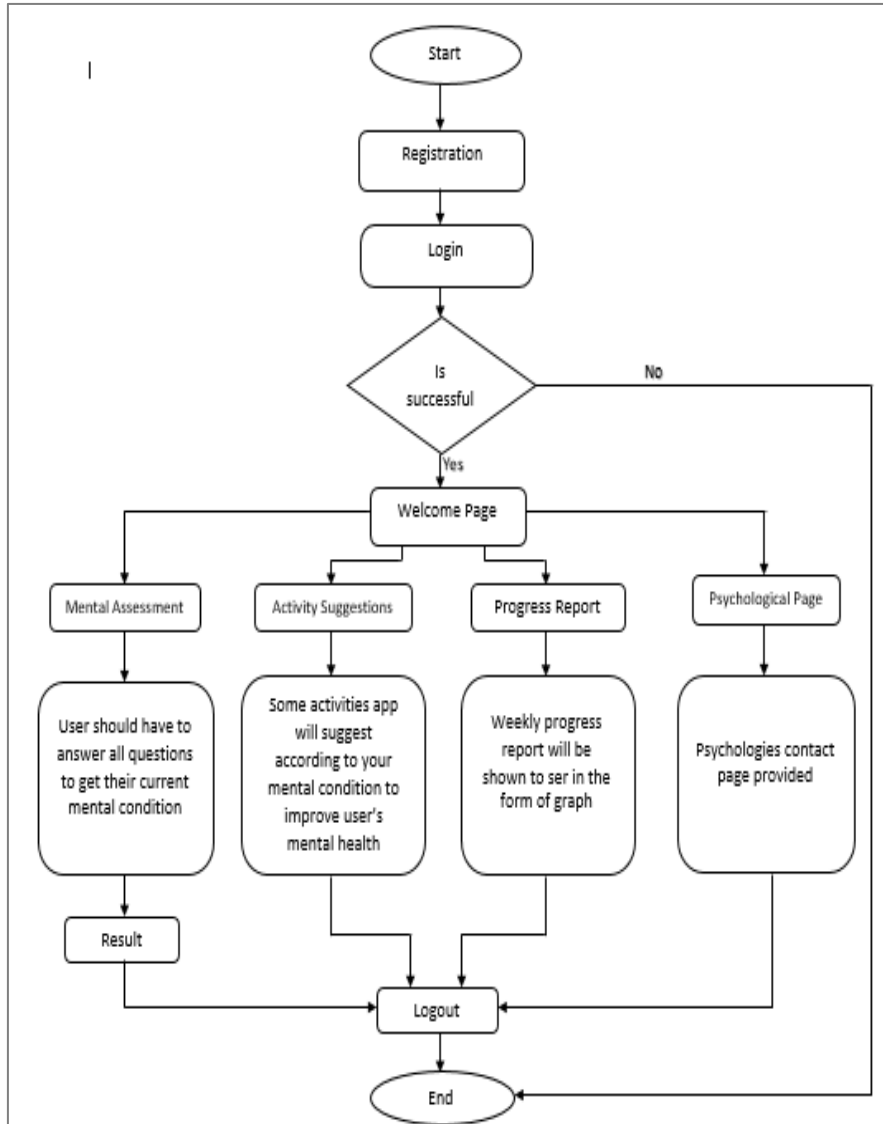 Start
Registration
Login
Is
successful
No
Yes
Welcome Page
Mental Assessment
Activity Suggestions
Progress Report
Psychological Page
User should have to
answer all questions
to get their current
mental condition
Some activities app
will suggest
according to your
mental condition to
improve user's
mental health
Weekly progress
report will be
shown to ser in the
form of graph
Psychologies contact
page provided
Result
Logout
End